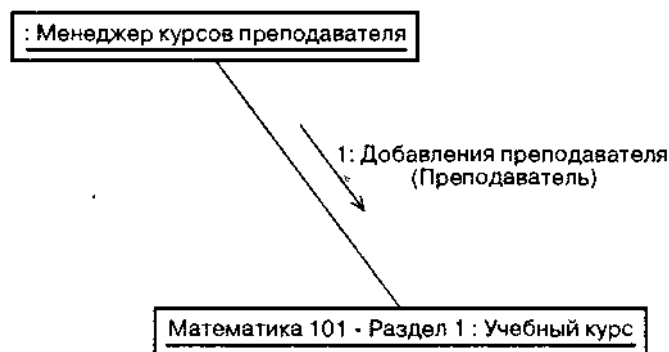 : Менеджер курсов преподавателя
1: Добавления преподавателя
(Преподаватель)
Математика 101 - Раздел 1 : Учебный курс